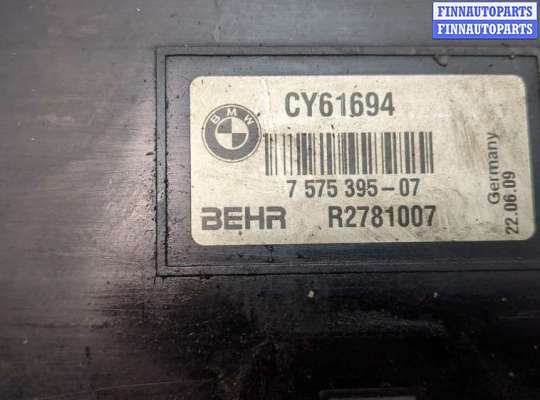 FINNAUTOPARTS
FINNAUTOPARTS
BMW
CY61694
7 575 395-07
BEHR R2781007
Germany
22.06.09